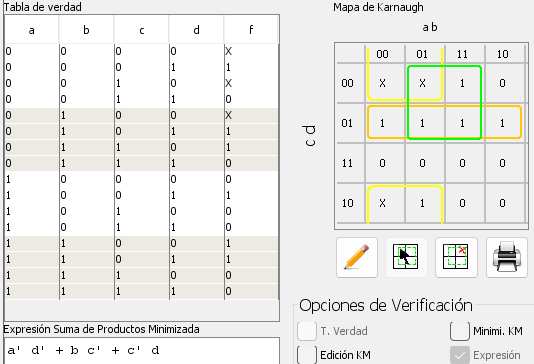 Tabla de verdad
a b c d f
0 0 0 0 X
0 0 0 1 1
0 0 1 0 X
0 0 1 1 0
0 1 0 0 X
0 1 0 1 1
0 1 1 0 1
0 1 1 1 0
1 0 0 0 0
1 0 0 1 1
1 0 1 0 0
1 0 1 1 0
1 1 0 0 1
1 1 0 1 1
1 1 1 0 0
1 1 1 1 0
Expresión Suma de Productos Minimizada
a' d' + b c' + c' d
Mapa de Karnaugh
a b
00 01 11 10
c d
00 X X 1 0
01 1 1 1 1
11 0 0 0 0
10 X 1 0 0
Opciones de Verificación
T. Verdad
Minimi. KM
Edición KM
Expresión